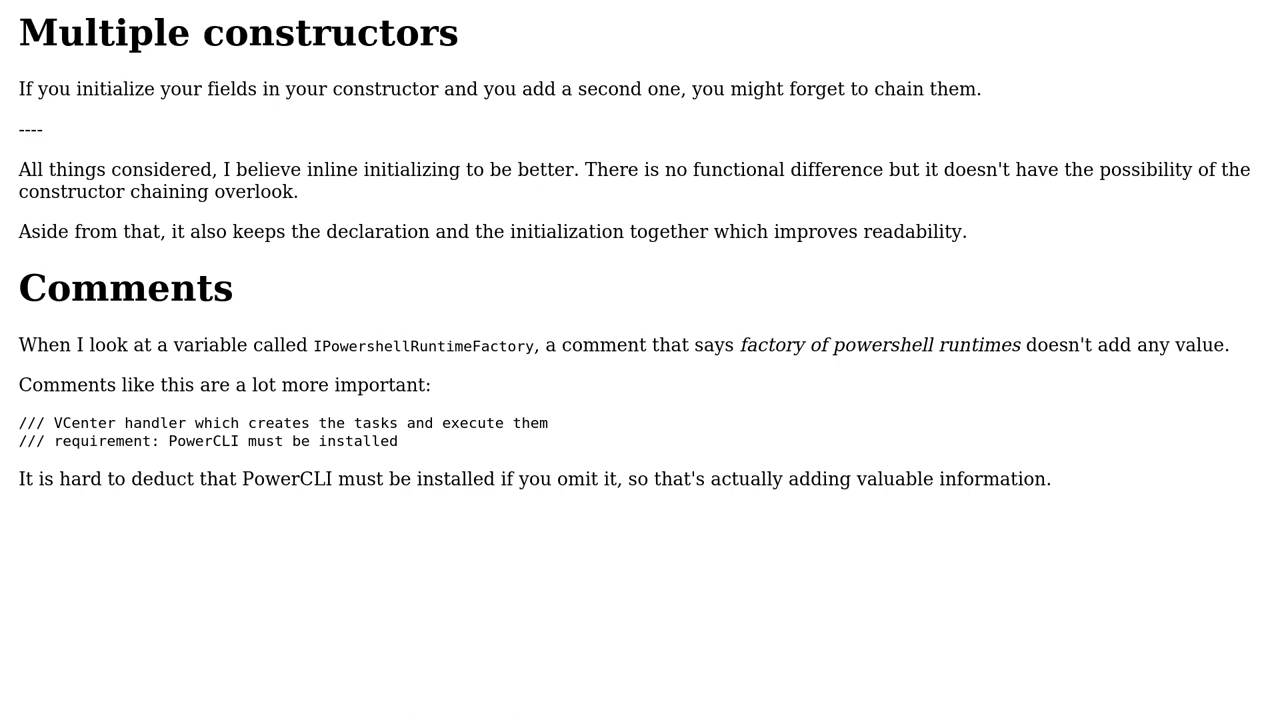 Multiple constructors
If you initialize your fields in your constructor and you add a second one, you might forget to chain them.
----
All things considered, I believe inline initializing to be better. There is no functional difference but it doesn't have the possibility of the
constructor chaining overlook.
Aside from that, it also keeps the declaration and the initialization together which improves readability.
Comments
When I look at a variable called IPowershellRuntimeFactory, a comment that says factory of powershell runtimes doesn't add any value.
Comments like this are a lot more important:
/// VCenter handler which creates the tasks and execute them
/// requirement: PowerCLI must be installed
It is hard to deduct that PowerCLI must be installed if you omit it, so that's actually adding valuable information.